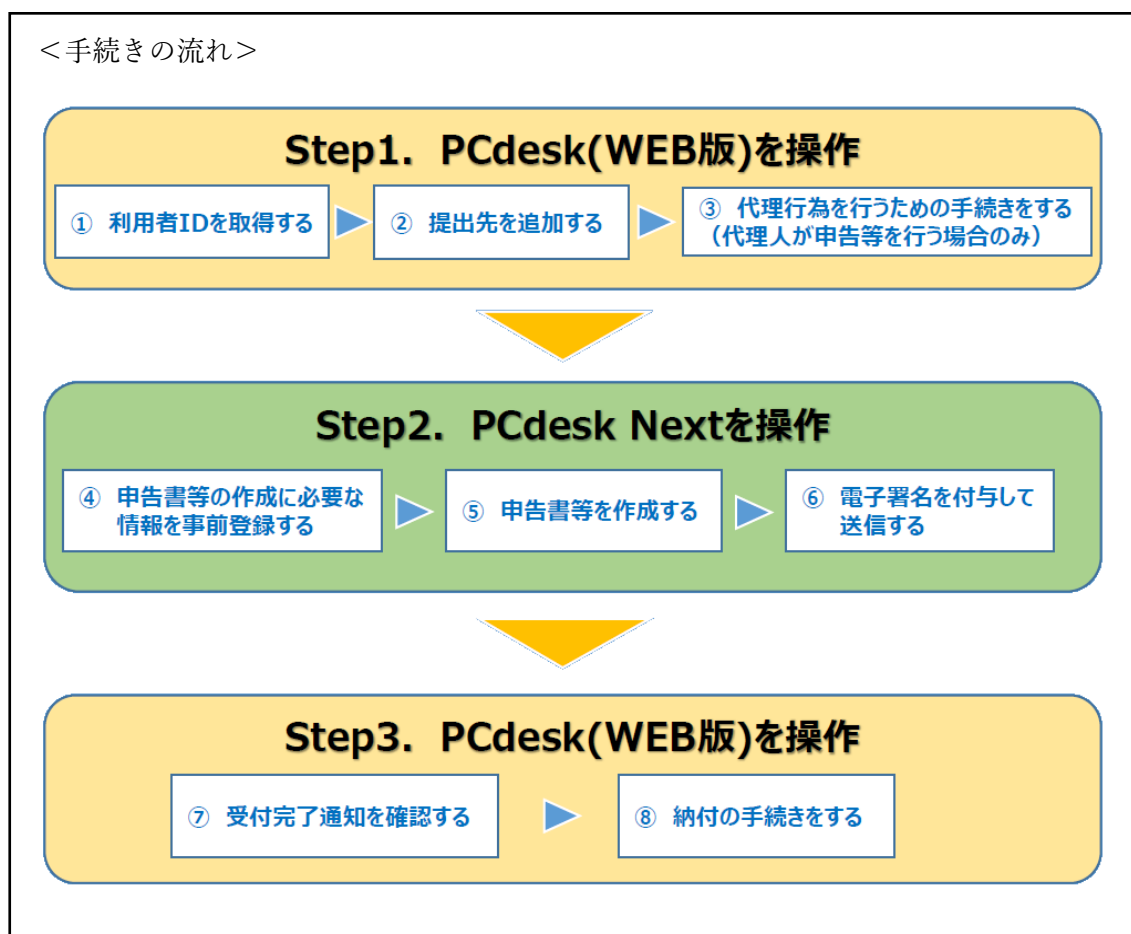 ＜手続きの流れ＞
Step1. PCdesk(WEB版)を操作
① 利用者IDを取得する
② 提出先を追加する
③ 代理行為を行うための手続きをする
（代理人が申告等を行う場合のみ）
Step2. PCdesk Nextを操作
④ 申告書等の作成に必要な
情報を事前登録する
⑤ 申告書等を作成する
⑥ 電子署名を付与して
送信する
Step3. PCdesk(WEB版)を操作
⑦ 受付完了通知を確認する
⑧ 納付の手続きをする